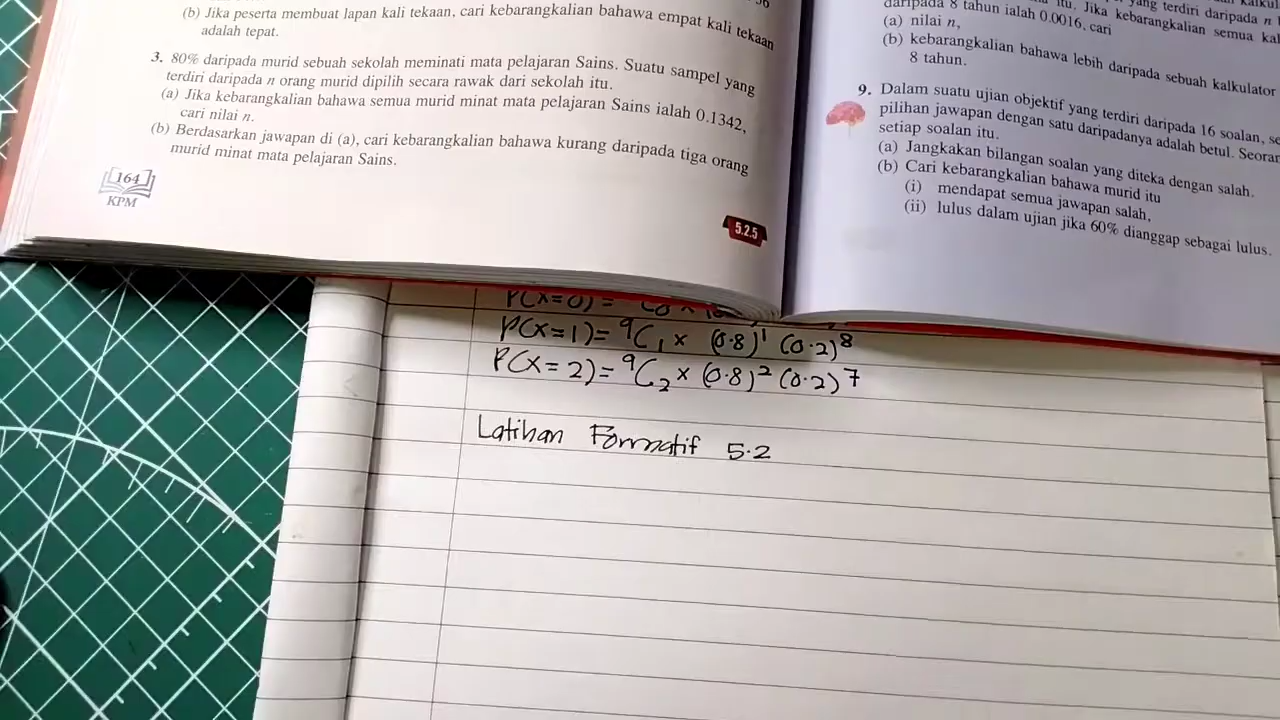 (b) Jika peserta membuat lapan kali tekaan, cari kebarangkalian bahawa empat kali tekaan
adalah tepat.
3. 80% daripada murid sebuah sekolah meminati mata pelajaran Sains. Suatu sampel yang
terdiri daripada n orang murid dipilih secara rawak dari sekolah itu.
(a) Jika kebarangkalian bahawa semua murid minat mata pelajaran Sains ialah 0.1342,
cari nilai n.
(b) Berdasarkan jawapan di (a), cari kebarangkalian bahawa kurang daripada tiga orang
murid minat mata pelajaran Sains.
164
KPM
5.2.5
yang terdiri daripada n
itu. Jika kebarangkalian semua
daripada 8 tahun ialah 0.0016, cari
(a) nilai n,
(b) kebarangkalian bahawa lebih daripada sebuah kalkulator
8 tahun.
9. Dalam suatu ujian objektif yang terdiri daripada 16 soalan,
pilihan jawapan dengan satu daripadanya adalah betul.
setiap soalan itu.
(a) Jangkakan bilangan soalan yang diteka dengan salah.
(b) Cari kebarangkalian bahawa murid itu
(i) mendapat semua jawapan salah,
(ii) lulus dalam ujian jika 60% dianggap sebagai lulus.
P(X=0) =
P(X=1) = ⁹C₁ × (0.8)¹ (0.2)⁸
P(X=2) = ⁹C₂ × (0.8)² (0.2)⁷
Latihan Formatif 5.2